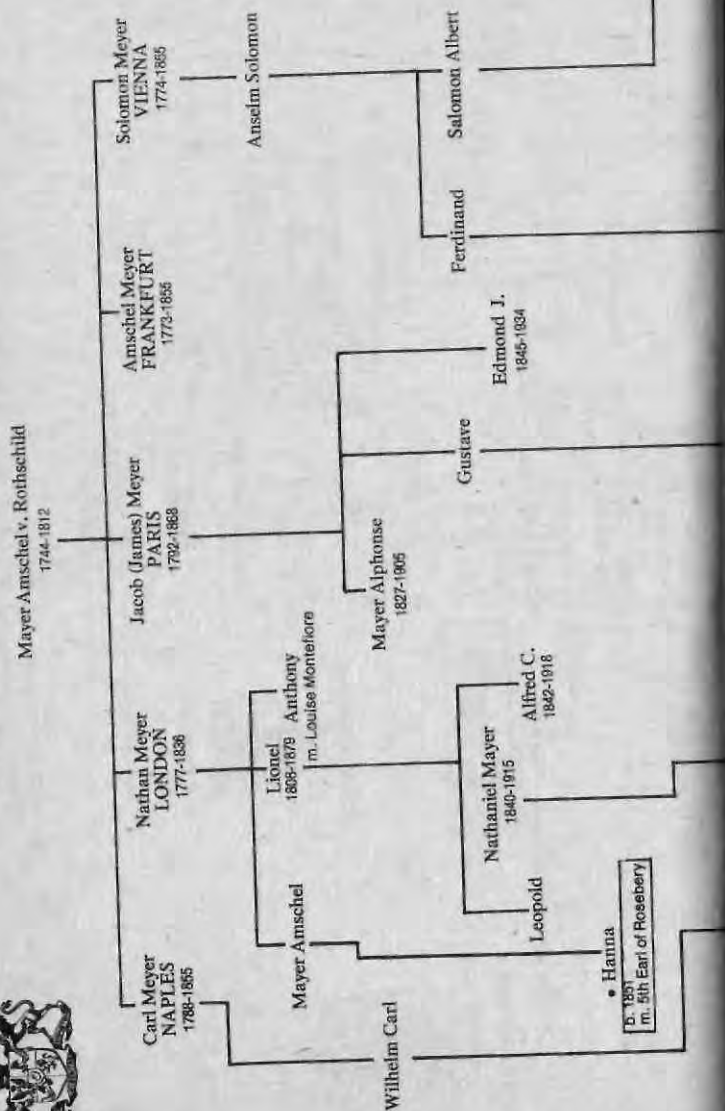 Mayer Amschel v. Rothschild
1744-1812
Carl Meyer
NAPLES
1788-1855
Nathan Meyer
LONDON
1777-1836
Jacob (James) Meyer
PARIS
1792-1868
Amschel Meyer
FRANKFURT
1773-1855
Solomon Meyer
VIENNA
1774-1855
Wilhelm Carl
Mayer Amschel
Lionel
1808-1879
Anthony
m. Louise Montefiore
Mayer Alphonse
1827-1905
Gustave
Edmond J.
1845-1934
Anselm Solomon
Ferdinand
Salomon Albert
Leopold
Nathaniel Mayer
1840-1915
Alfred C.
1842-1918
• Hanna
b. 1851
m. 5th Earl of Rosebery